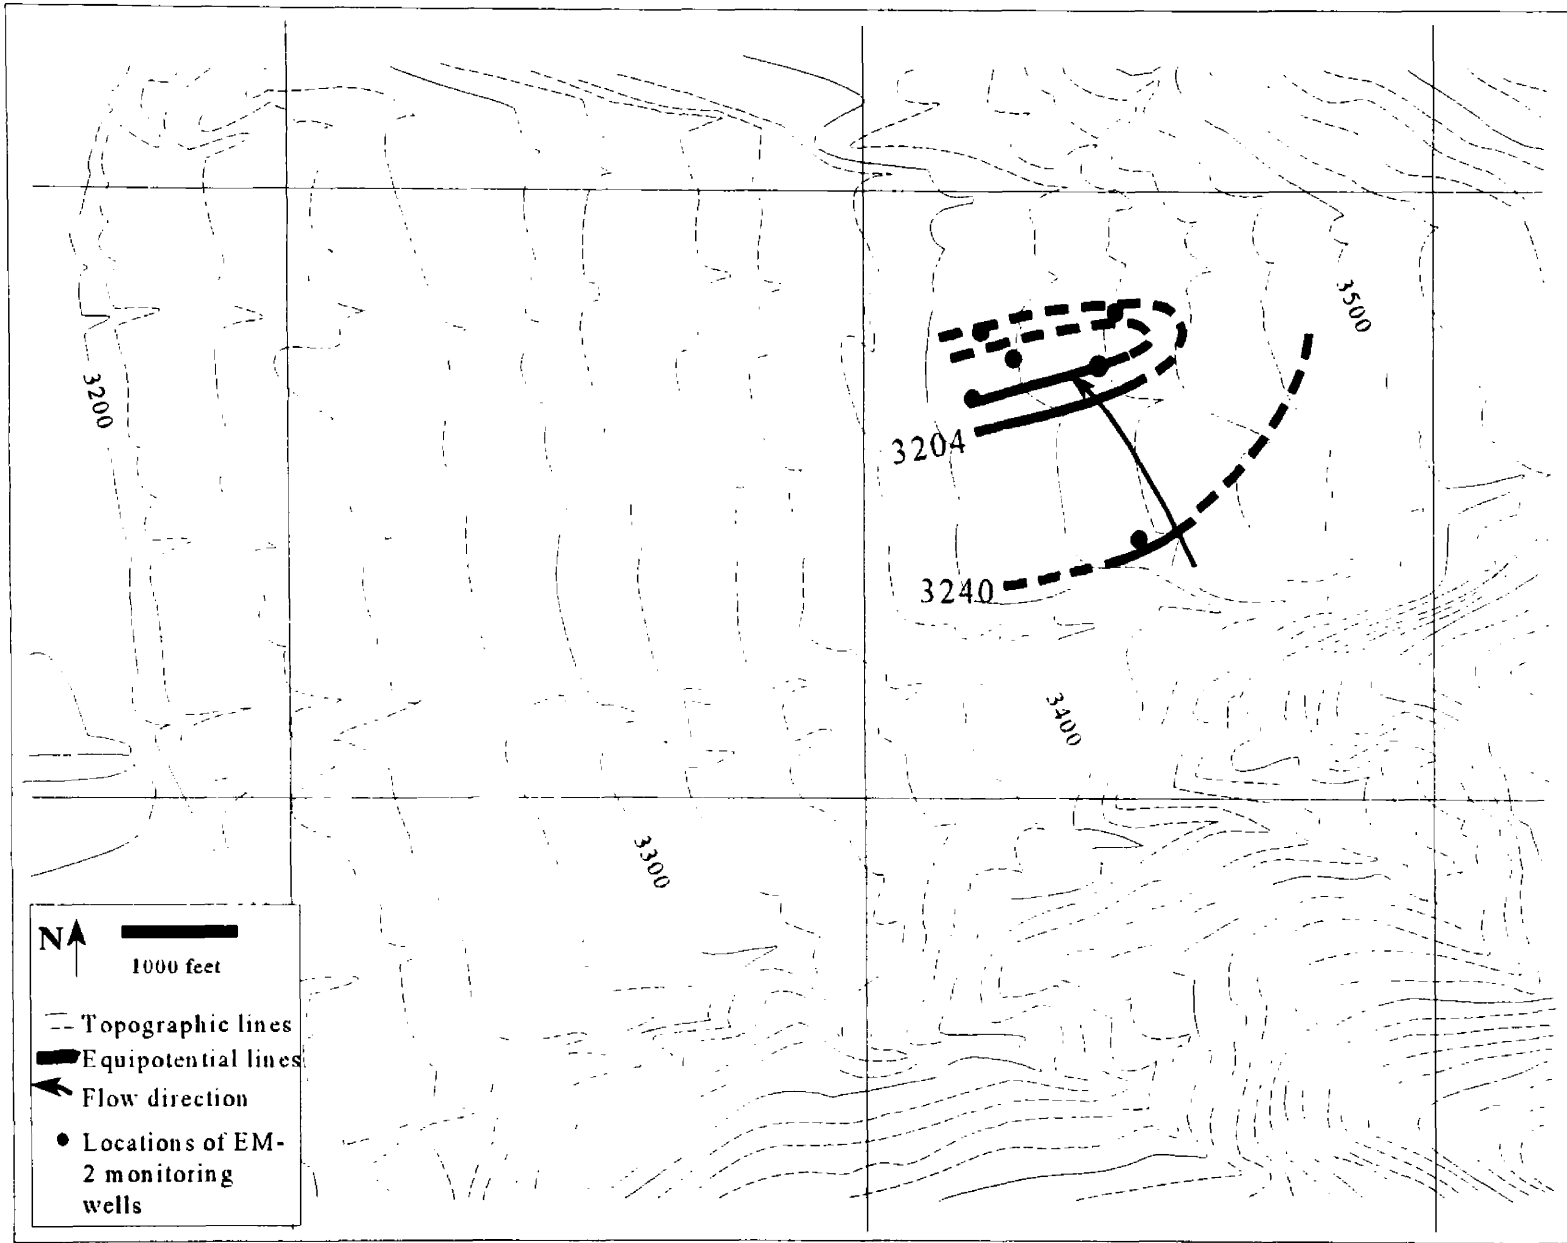 3500
3200
3204
3240
3400
3300
N
1000 feet
Topographic lines
Equipotential lines
Flow direction
Locations of EM-
2 monitoring
wells